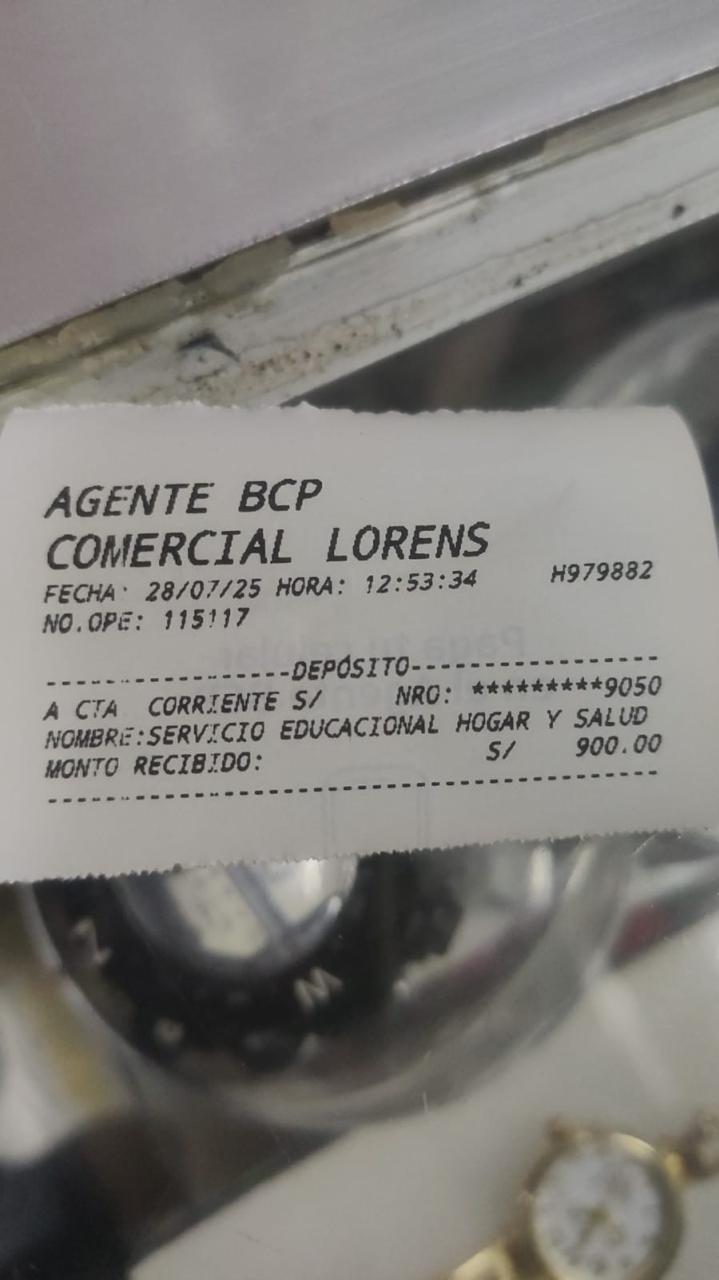 AGENTE BCP
COMERCIAL LORENS
FECHA: 28/07/25 HORA: 12:53:34 H979882
NO.OPE: 115117
-----------------DEPÓSITO-----------------
A CTA CORRIENTE S/ NRO: *********9050
NOMBRE:SERVICIO EDUCACIONAL HOGAR Y SALUD
MONTO RECIBIDO: S/ 900.00
------------------------------------------